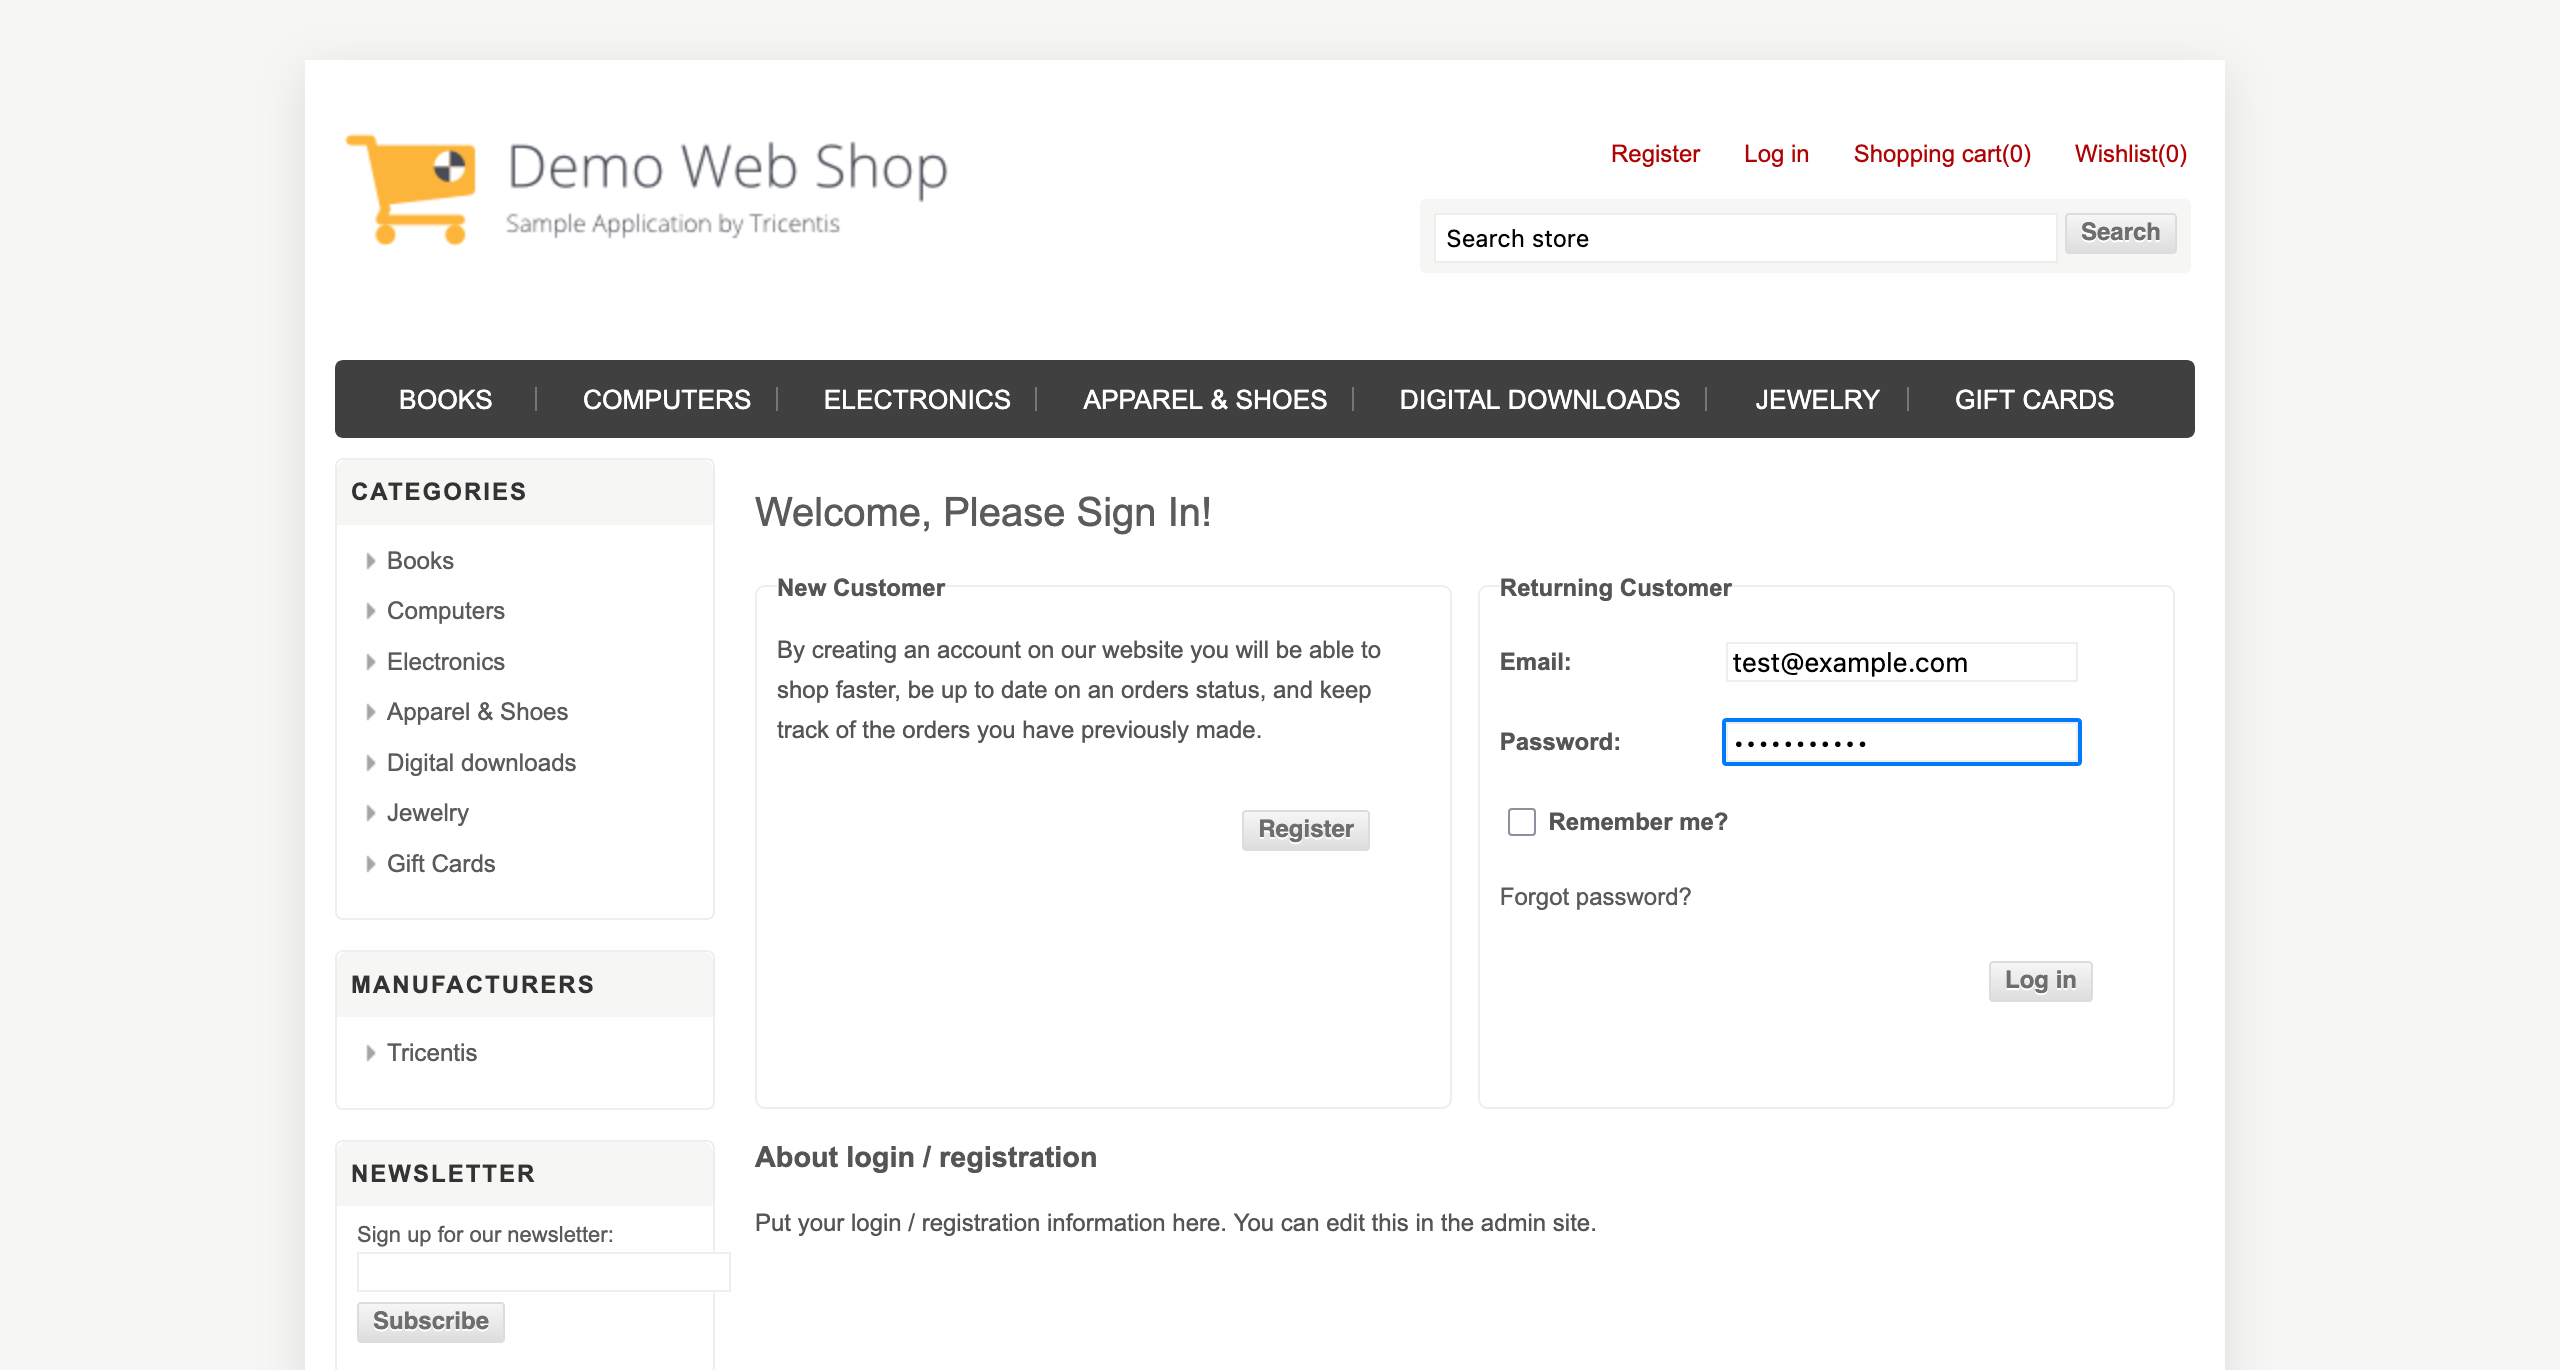 Demo Web Shop
Sample Application by Tricentis
Register Log in Shopping cart(0) Wishlist(0)
Search store Search
BOOKS COMPUTERS ELECTRONICS APPAREL & SHOES DIGITAL DOWNLOADS JEWELRY GIFT CARDS
CATEGORIES
Books
Computers
Electronics
Apparel & Shoes
Digital downloads
Jewelry
Gift Cards
MANUFACTURERS
Tricentis
NEWSLETTER
Sign up for our newsletter:
Subscribe
Welcome, Please Sign In!
New Customer
By creating an account on our website you will be able to
shop faster, be up to date on an orders status, and keep
track of the orders you have previously made.
Register
Returning Customer
Email: test@example.com
Password: •••••••••••
Remember me?
Forgot password?
Log in
About login / registration
Put your login / registration information here. You can edit this in the admin site.